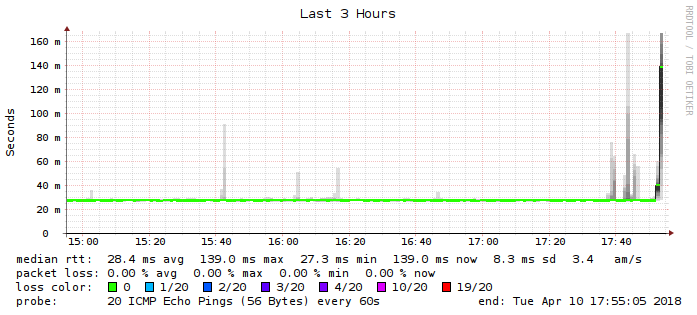 Last 3 Hours
RRDTOOL / TOBI OETIKER
Seconds
160 m
140 m
120 m
100 m
80 m
60 m
40 m
20 m
0
15:00 15:20 15:40 16:00 16:20 16:40 17:00 17:20 17:40
median rtt: 28.4 ms avg 139.0 ms max 27.3 ms min 139.0 ms now 8.3 ms sd 3.4 am/s
packet loss: 0.00 % avg 0.00 % max 0.00 % min 0.00 % now
loss color: 0 1/20 2/20 3/20 4/20 10/20 19/20
probe: 20 ICMP Echo Pings (56 Bytes) every 60s end: Tue Apr 10 17:55:05 2018